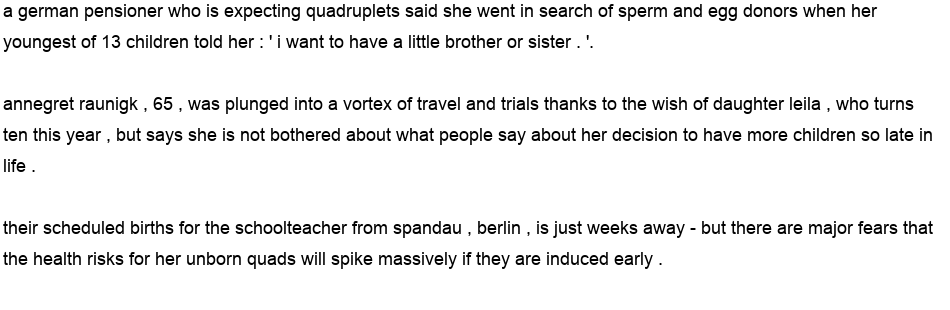 a german pensioner who is expecting quadruplets said she went in search of sperm and egg donors when her
youngest of 13 children told her : ' i want to have a little brother or sister . '.
annegret raunigk , 65 , was plunged into a vortex of travel and trials thanks to the wish of daughter leila , who turns
ten this year , but says she is not bothered about what people say about her decision to have more children so late in
life .
their scheduled births for the schoolteacher from spandau , berlin , is just weeks away - but there are major fears that
the health risks for her unborn quads will spike massively if they are induced early .